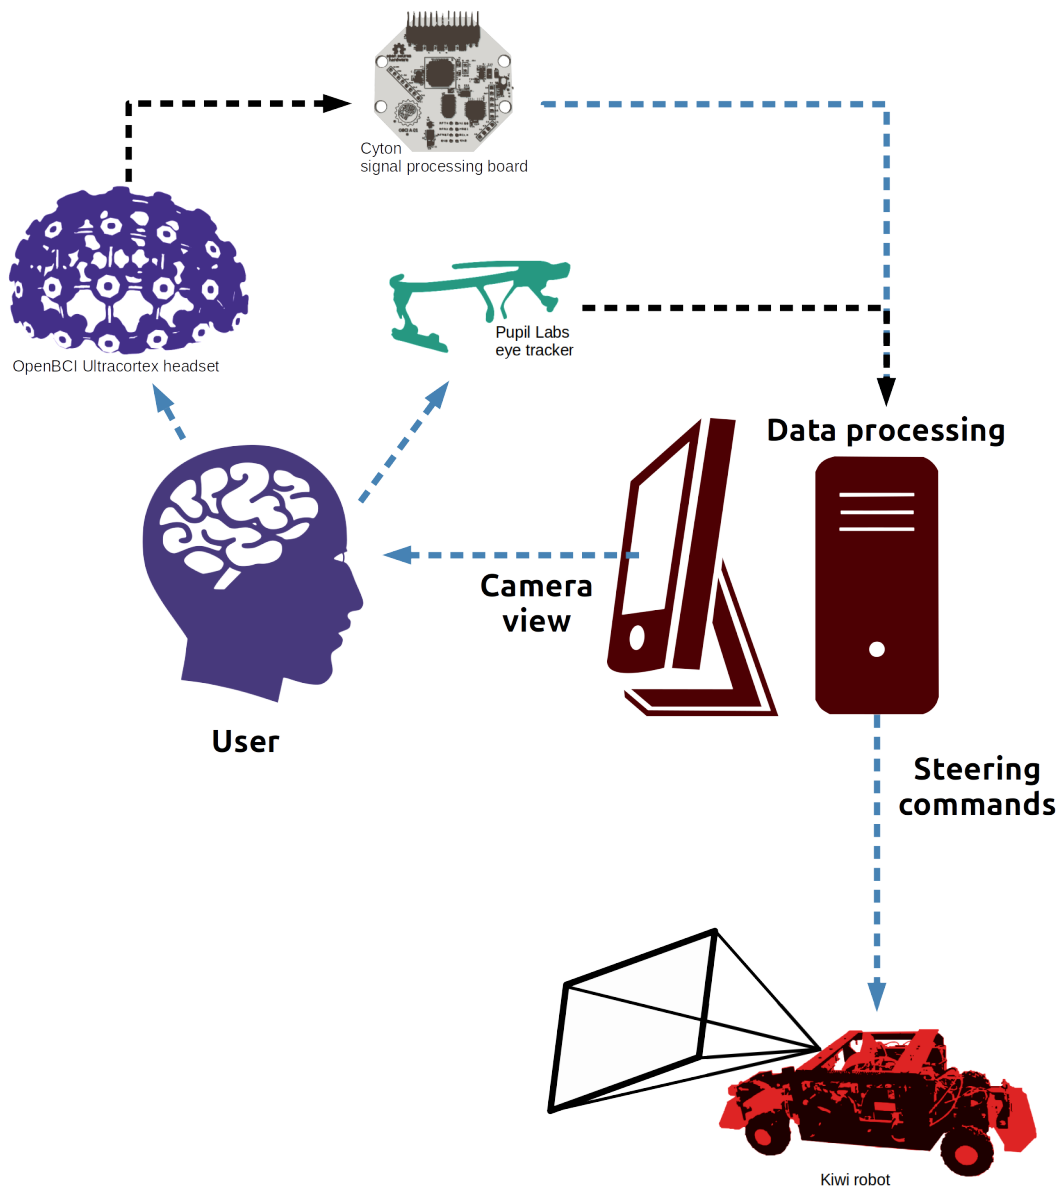 Cyton
signal processing board
OpenBCI Ultracortex headset
Pupil Labs
eye tracker
Data processing
Camera
view
User
Steering
commands
Kiwi robot